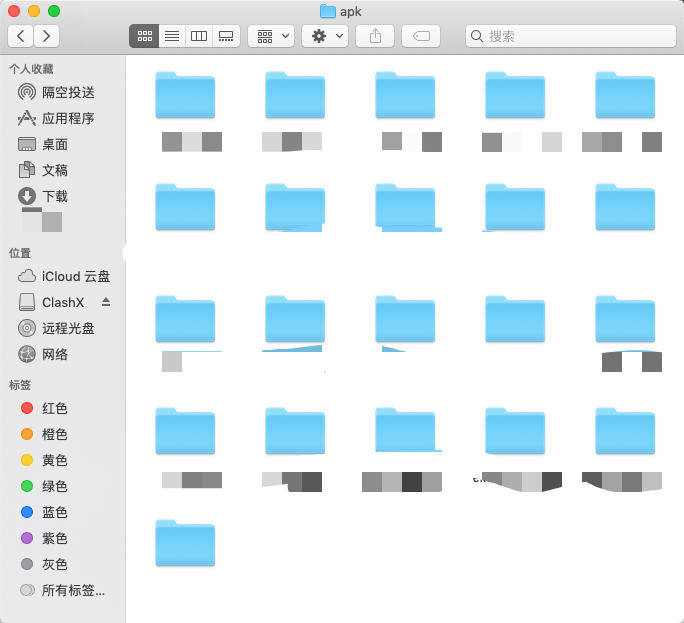 apk
搜索
个人收藏
隔空投送
应用程序
桌面
文稿
下载
位置
iCloud 云盘
ClashX
远程光盘
网络
标签
红色
橙色
黄色
绿色
蓝色
紫色
灰色
所有标签...